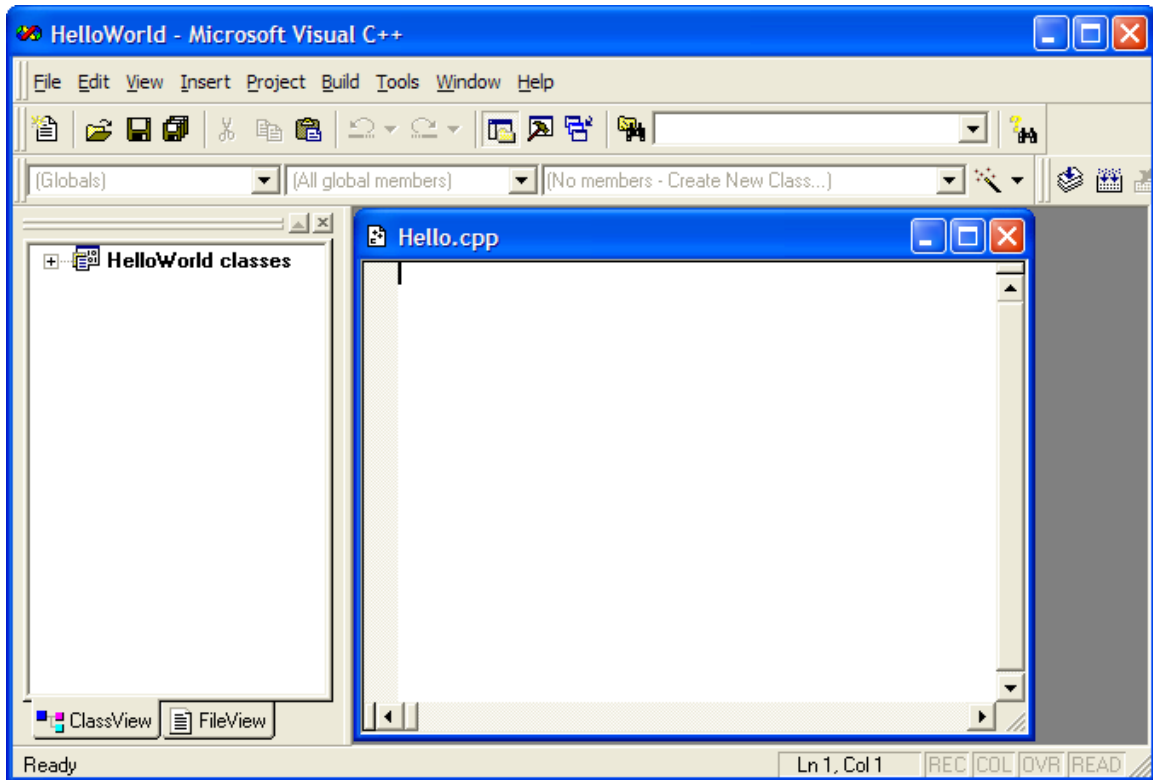 HelloWorld - Microsoft Visual C++
File Edit View Insert Project Build Tools Window Help
(Globals) (All global members) (No members - Create New Class...)
Hello.cpp
HelloWorld classes
ClassView FileView
Ready Ln 1, Col 1 REC COL OVR READ